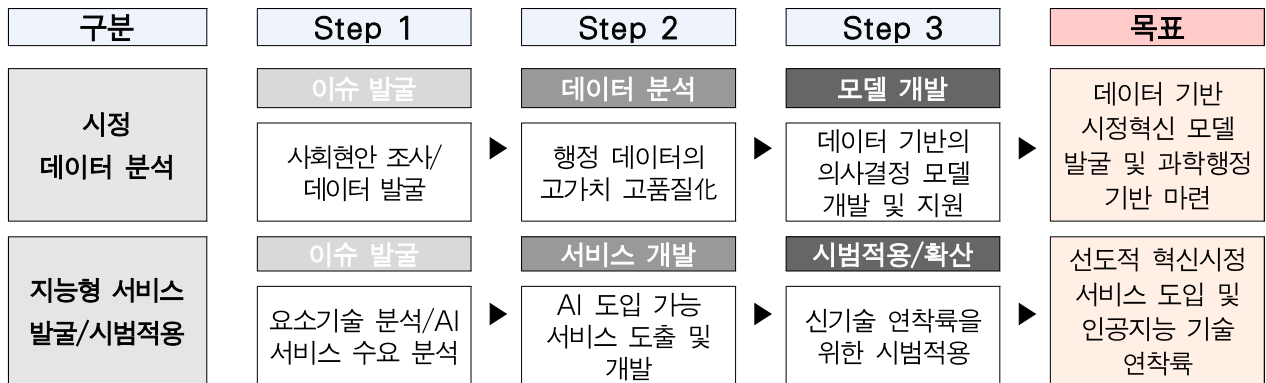 구분
Step 1
Step 2
Step 3
목표
시정
데이터 분석
이슈 발굴
사회현안 조사/
데이터 발굴
▶
데이터 분석
행정 데이터의
고가치 고품질化
▶
모델 개발
데이터 기반의
의사결정 모델
개발 및 지원
▶
데이터 기반
시정혁신 모델
발굴 및 과학행정
기반 마련
지능형 서비스
발굴/시범적용
이슈 발굴
요소기술 분석/AI
서비스 수요 분석
▶
서비스 개발
AI 도입 가능
서비스 도출 및
개발
▶
시범적용/확산
신기술 연착륙을
위한 시범적용
▶
선도적 혁신시정
서비스 도입 및
인공지능 기술
연착륙